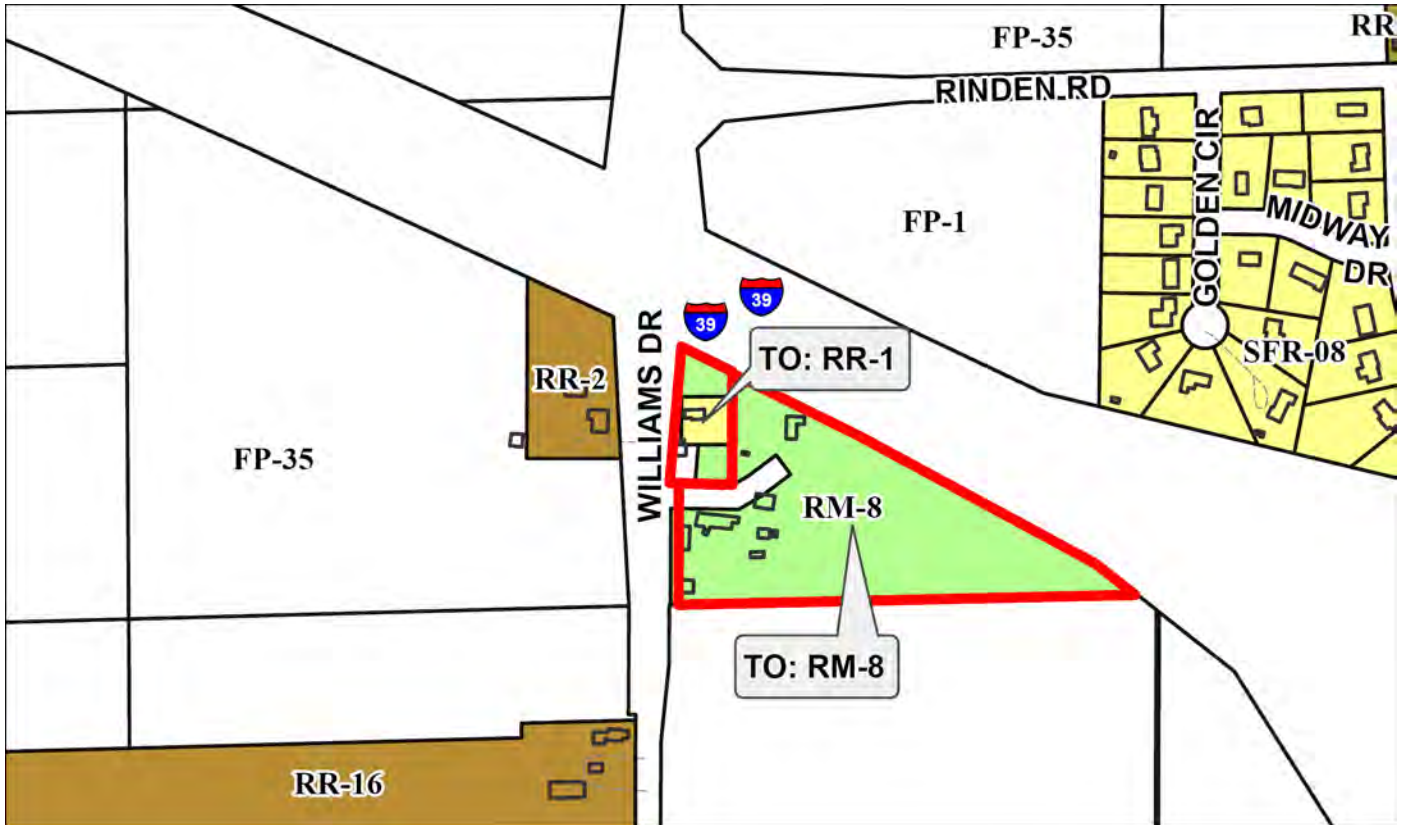 FP-35
RR
RINDEN RD
GOLDEN CIR
FP-1
MIDWAY
DR
39
39
WILLIAMS DR
TO: RR-1
SFR-08
RR-2
FP-35
RM-8
TO: RM-8
RR-16